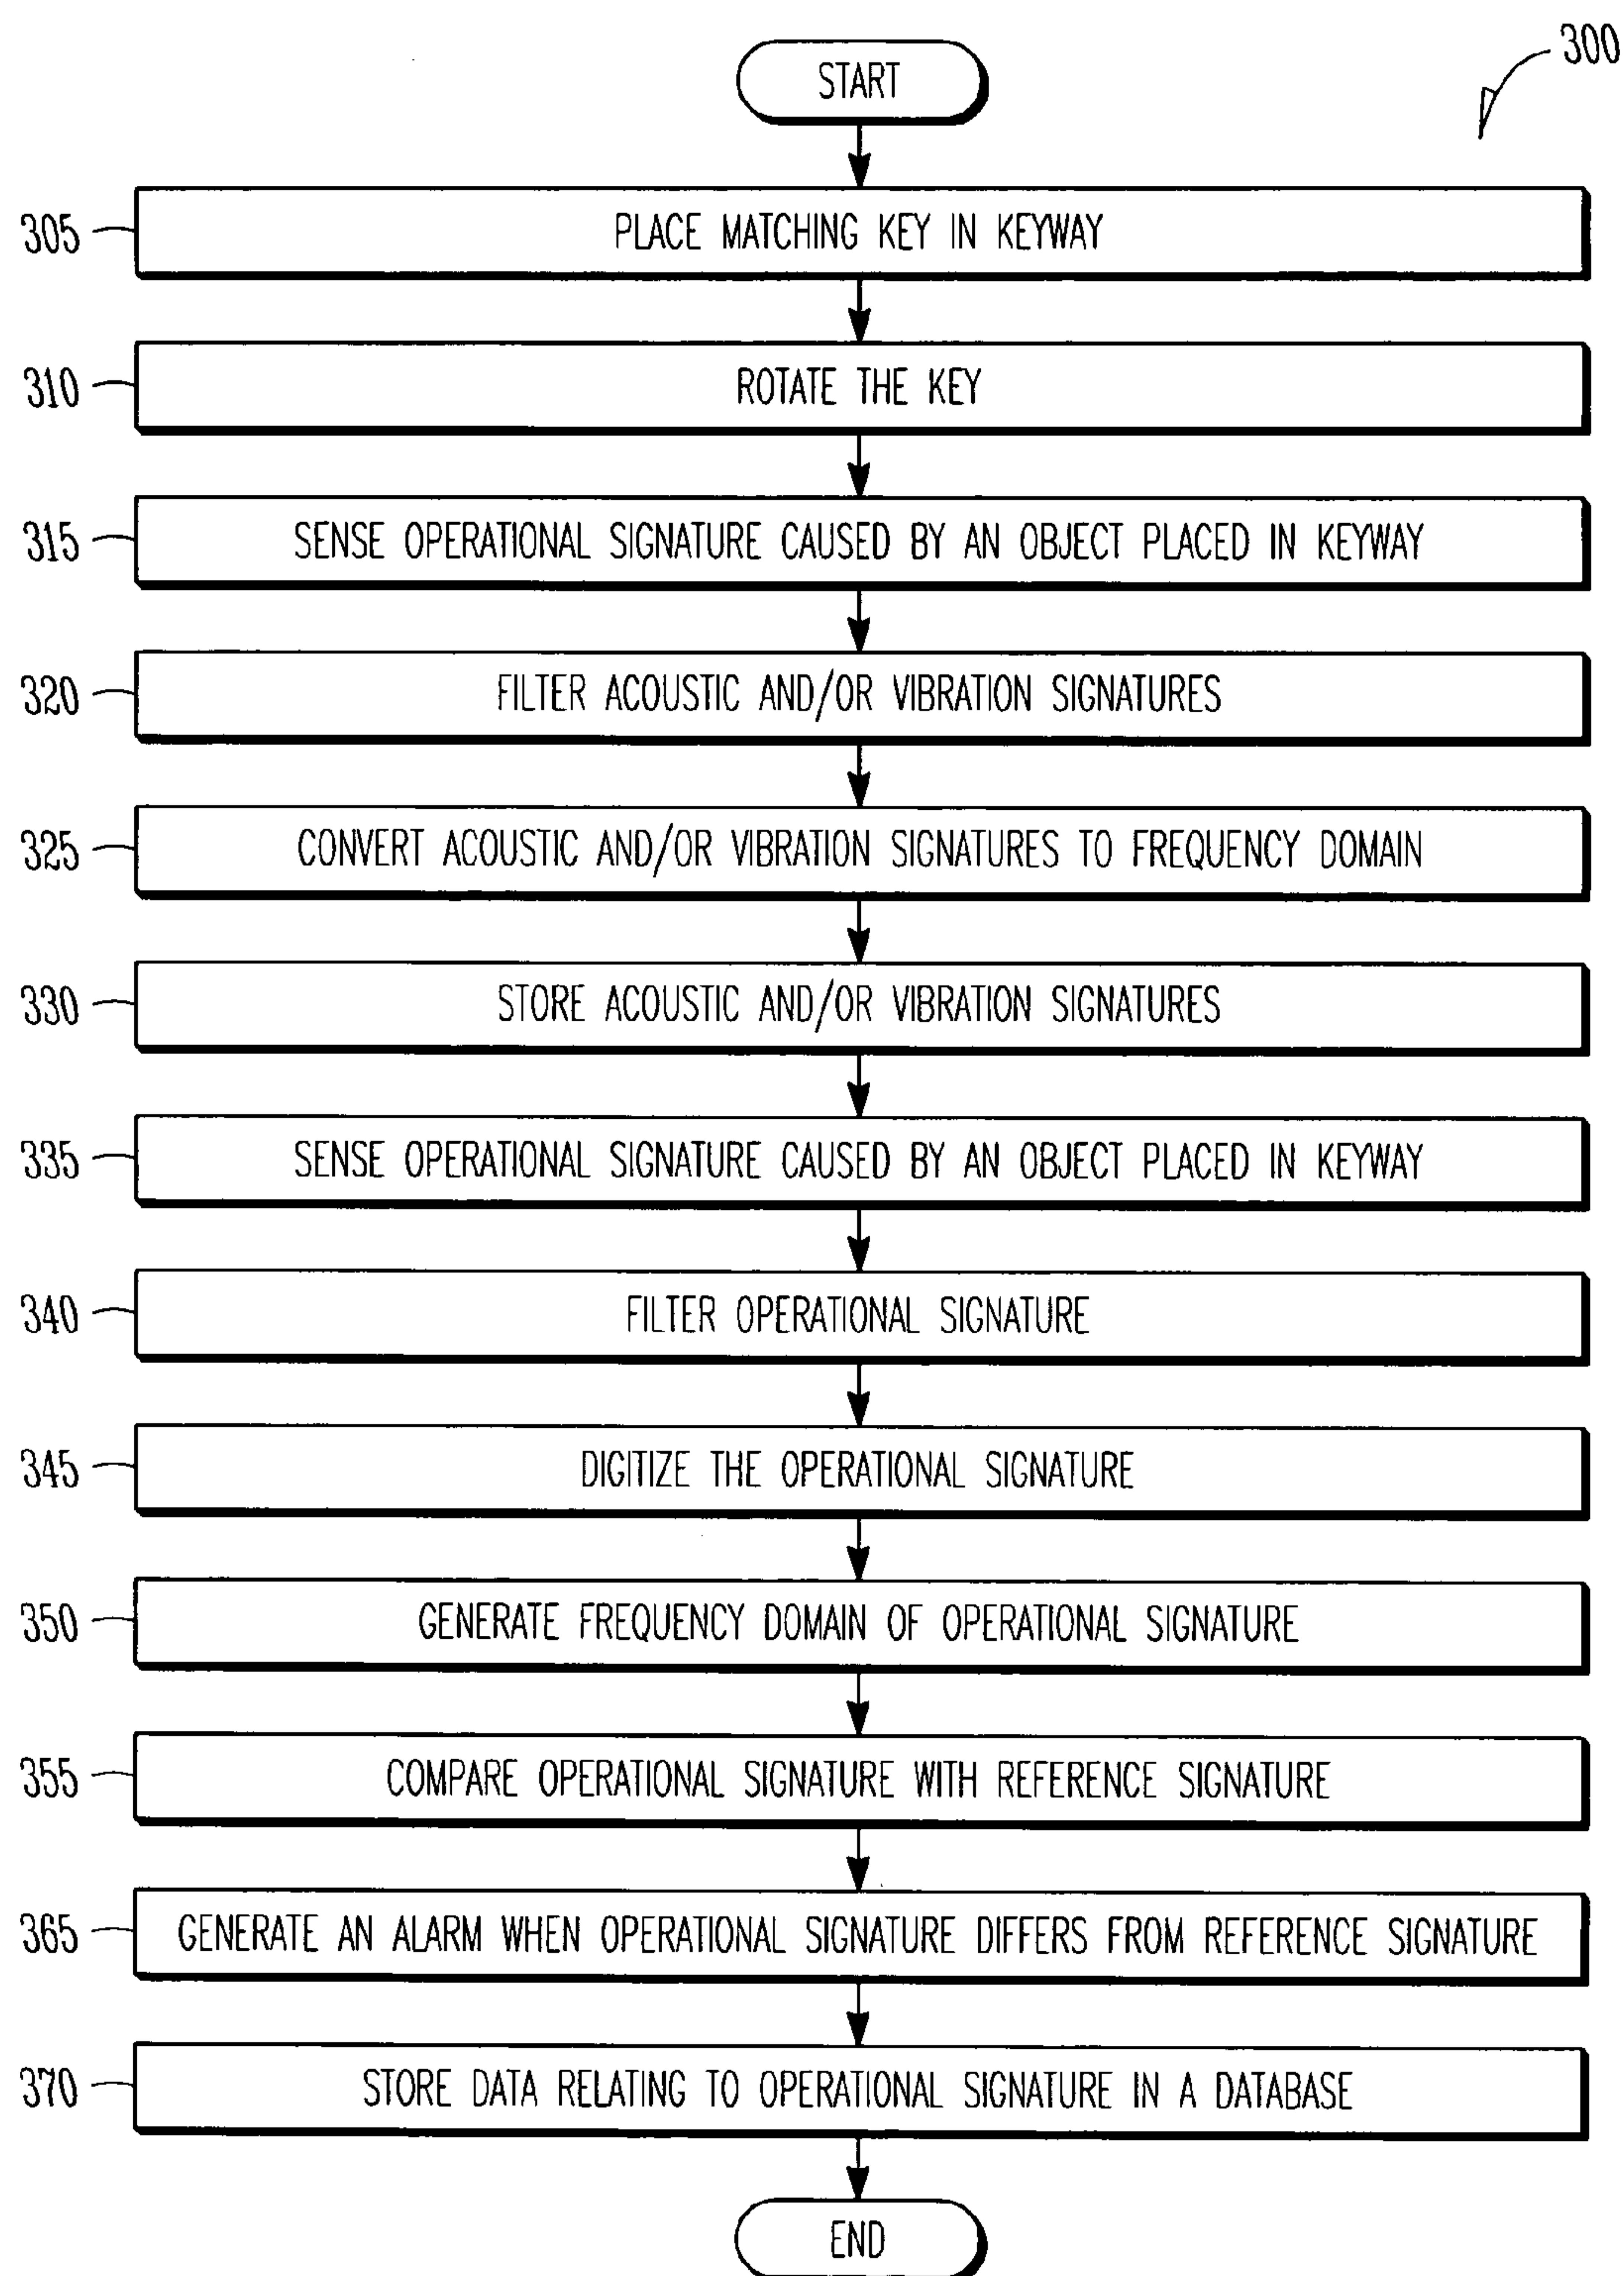 300
START
305 PLACE MATCHING KEY IN KEYWAY
310 ROTATE THE KEY
315 SENSE OPERATIONAL SIGNATURE CAUSED BY AN OBJECT PLACED IN KEYWAY
320 FILTER ACOUSTIC AND/OR VIBRATION SIGNATURES
325 CONVERT ACOUSTIC AND/OR VIBRATION SIGNATURES TO FREQUENCY DOMAIN
330 STORE ACOUSTIC AND/OR VIBRATION SIGNATURES
335 SENSE OPERATIONAL SIGNATURE CAUSED BY AN OBJECT PLACED IN KEYWAY
340 FILTER OPERATIONAL SIGNATURE
345 DIGITIZE THE OPERATIONAL SIGNATURE
350 GENERATE FREQUENCY DOMAIN OF OPERATIONAL SIGNATURE
355 COMPARE OPERATIONAL SIGNATURE WITH REFERENCE SIGNATURE
365 GENERATE AN ALARM WHEN OPERATIONAL SIGNATURE DIFFERS FROM REFERENCE SIGNATURE
370 STORE DATA RELATING TO OPERATIONAL SIGNATURE IN A DATABASE
END